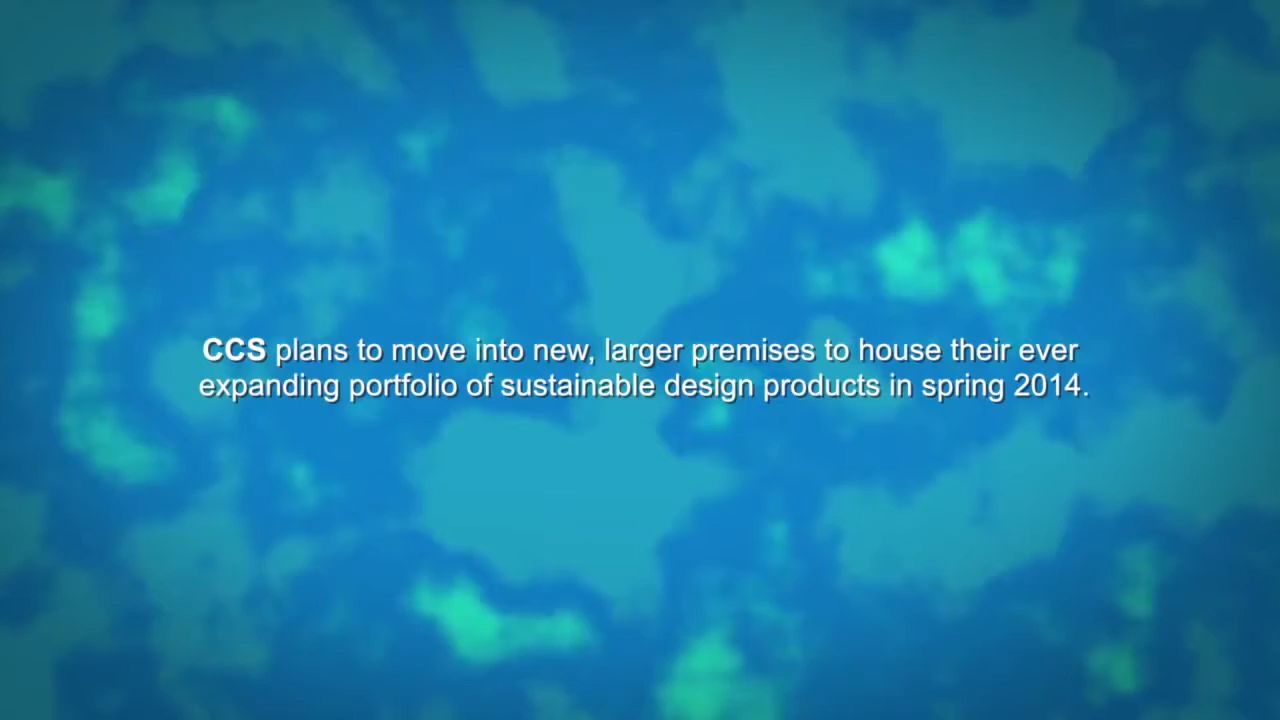 CCS plans to move into new, larger premises to house their ever
expanding portfolio of sustainable design products in spring 2014.